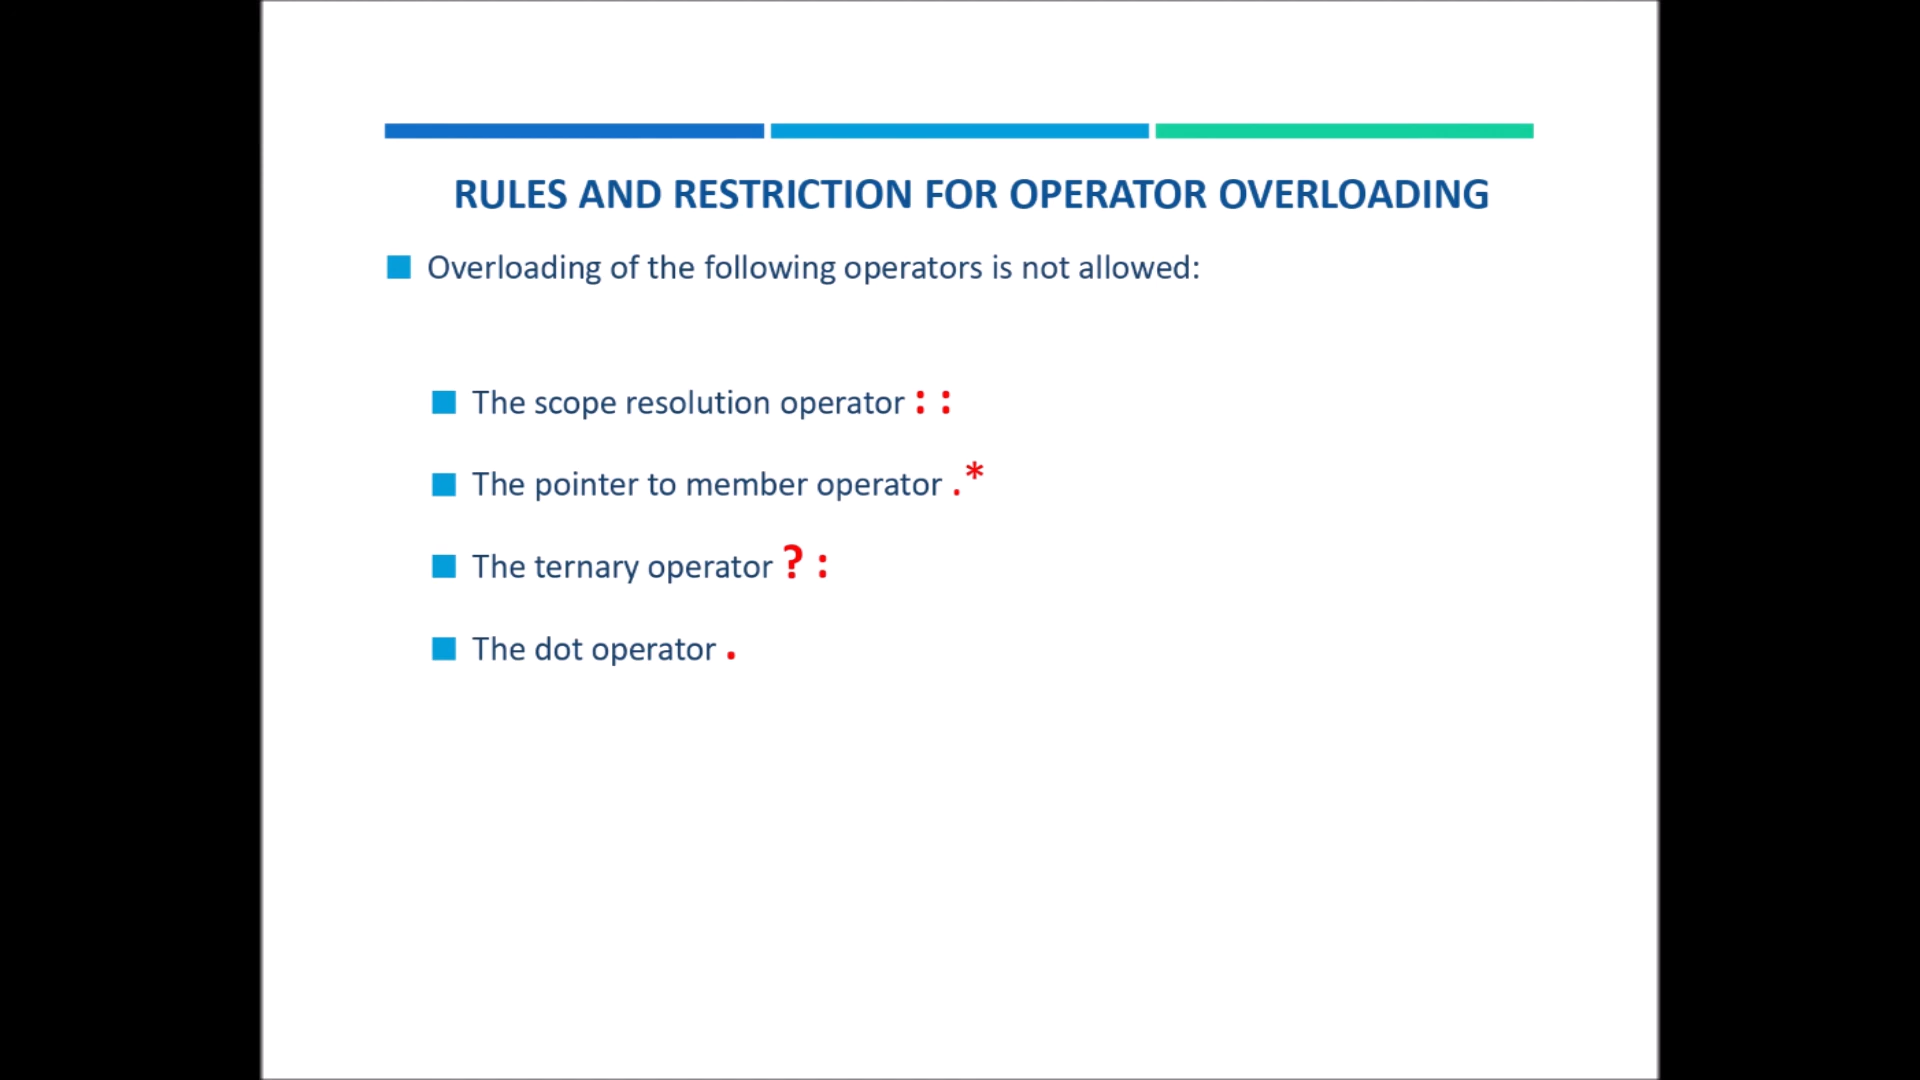 RULES AND RESTRICTION FOR OPERATOR OVERLOADING
Overloading of the following operators is not allowed:
The scope resolution operator : :
The pointer to member operator .*
The ternary operator ? :
The dot operator .